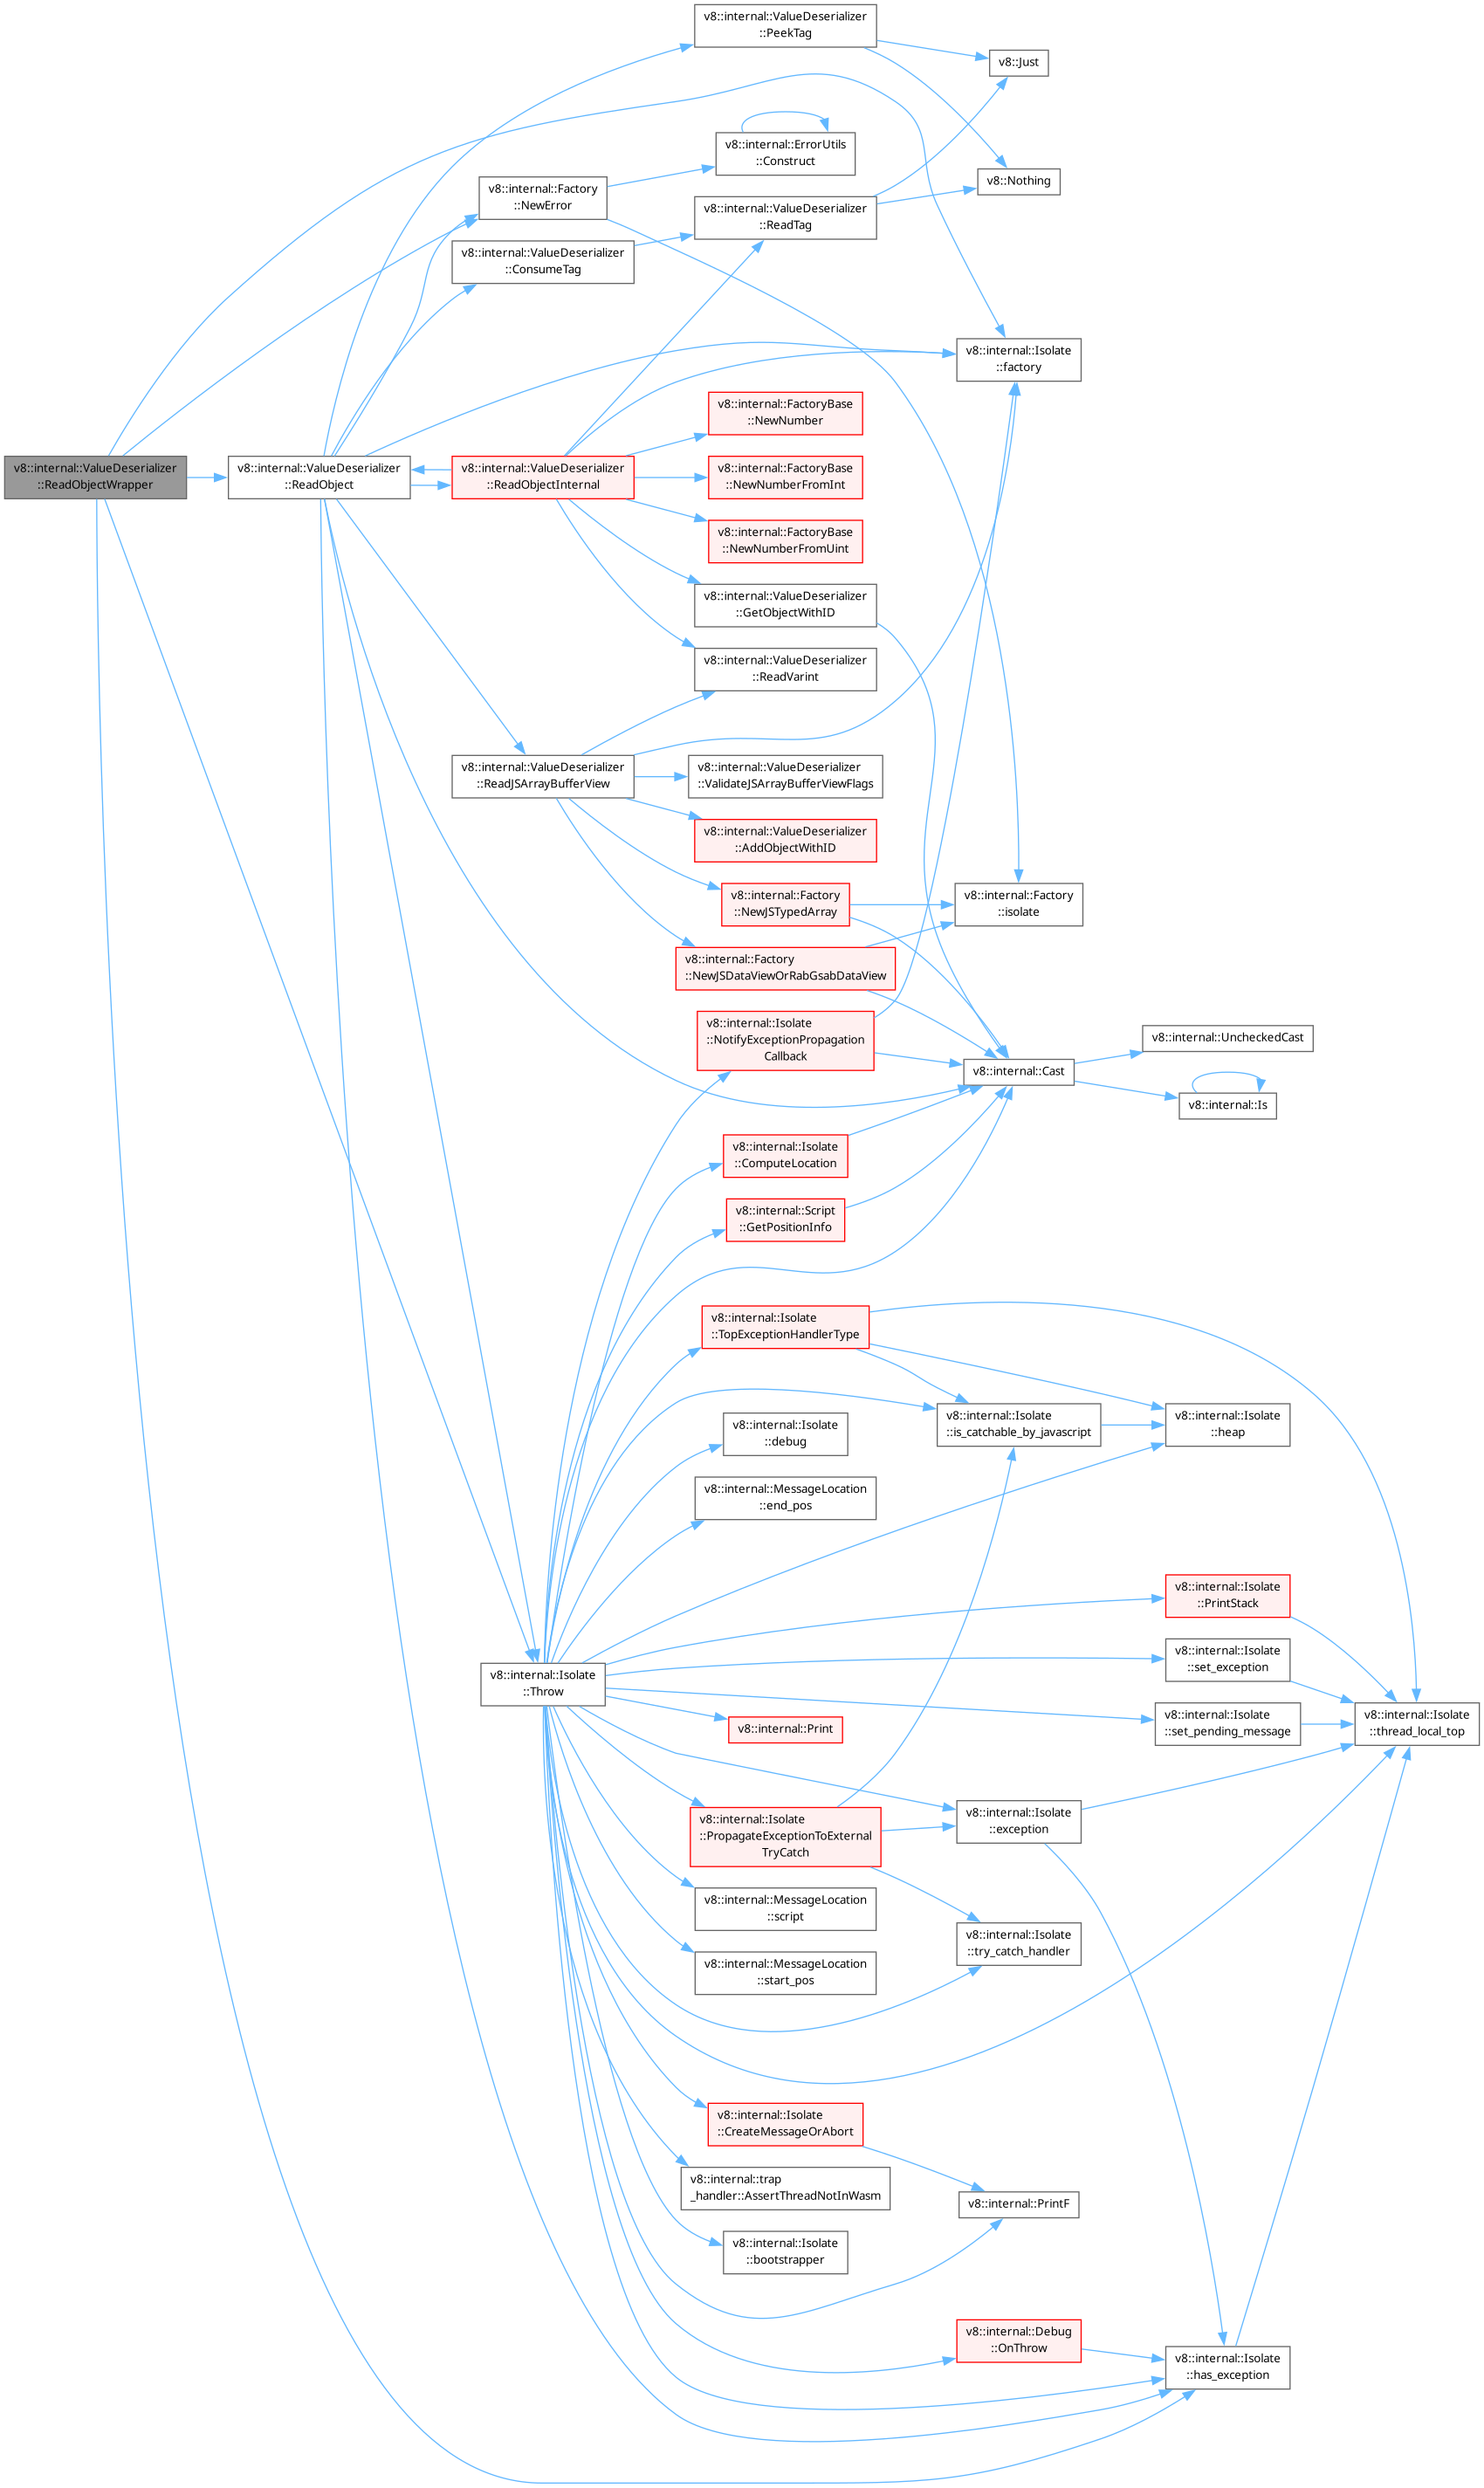 v8::internal::ValueDeserializer
::PeekTag
v8::Just
v8::internal::ErrorUtils
::Construct
v8::Nothing
v8::internal::Factory
::NewError
v8::internal::ValueDeserializer
::ReadTag
v8::internal::ValueDeserializer
::ConsumeTag
v8::internal::Isolate
::factory
v8::internal::FactoryBase
::NewNumber
v8::internal::ValueDeserializer
::ReadObjectWrapper
v8::internal::ValueDeserializer
::ReadObject
v8::internal::ValueDeserializer
::ReadObjectInternal
v8::internal::FactoryBase
::NewNumberFromInt
v8::internal::FactoryBase
::NewNumberFromUint
v8::internal::ValueDeserializer
::GetObjectWithID
v8::internal::ValueDeserializer
::ReadVarint
v8::internal::ValueDeserializer
::ReadJSArrayBufferView
v8::internal::ValueDeserializer
::ValidateJSArrayBufferViewFlags
v8::internal::ValueDeserializer
::AddObjectWithID
v8::internal::Factory
::NewJSTypedArray
v8::internal::Factory
::isolate
v8::internal::Factory
::NewJSDataViewOrRabGsabDataView
v8::internal::Isolate
::NotifyExceptionPropagation
Callback
v8::internal::UncheckedCast
v8::internal::Cast
v8::internal::Is
v8::internal::Isolate
::ComputeLocation
v8::internal::Script
::GetPositionInfo
v8::internal::Isolate
::TopExceptionHandlerType
v8::internal::Isolate
::is_catchable_by_javascript
v8::internal::Isolate
::heap
v8::internal::Isolate
::debug
v8::internal::MessageLocation
::end_pos
v8::internal::Isolate
::PrintStack
v8::internal::Isolate
::set_exception
v8::internal::Isolate
::Throw
v8::internal::Isolate
::set_pending_message
v8::internal::Isolate
::thread_local_top
v8::internal::Print
v8::internal::Isolate
::PropagateExceptionToExternal
TryCatch
v8::internal::Isolate
::exception
v8::internal::MessageLocation
::script
v8::internal::Isolate
::try_catch_handler
v8::internal::MessageLocation
::start_pos
v8::internal::Isolate
::CreateMessageOrAbort
v8::internal::trap
_handler::AssertThreadNotInWasm
v8::internal::PrintF
v8::internal::Isolate
::bootstrapper
v8::internal::Debug
::OnThrow
v8::internal::Isolate
::has_exception